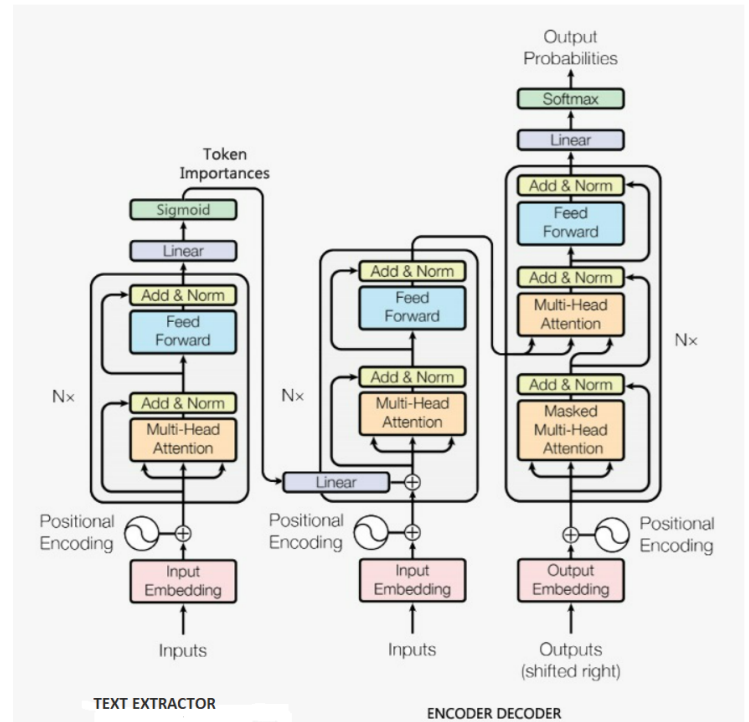 Token
Importances
Sigmoid
Linear
Add & Norm
Feed
Forward
Add & Norm
Multi-Head
Attention
Nx
Positional
Encoding
Input
Embedding
Inputs
TEXT EXTRACTOR
Add & Norm
Feed
Forward
Add & Norm
Multi-Head
Attention
Nx
Linear
Positional
Encoding
Input
Embedding
Inputs
Output
Probabilities
Softmax
Linear
Add & Norm
Feed
Forward
Add & Norm
Multi-Head
Attention
Nx
Add & Norm
Masked
Multi-Head
Attention
Positional
Encoding
Output
Embedding
Outputs
(shifted right)
ENCODER DECODER